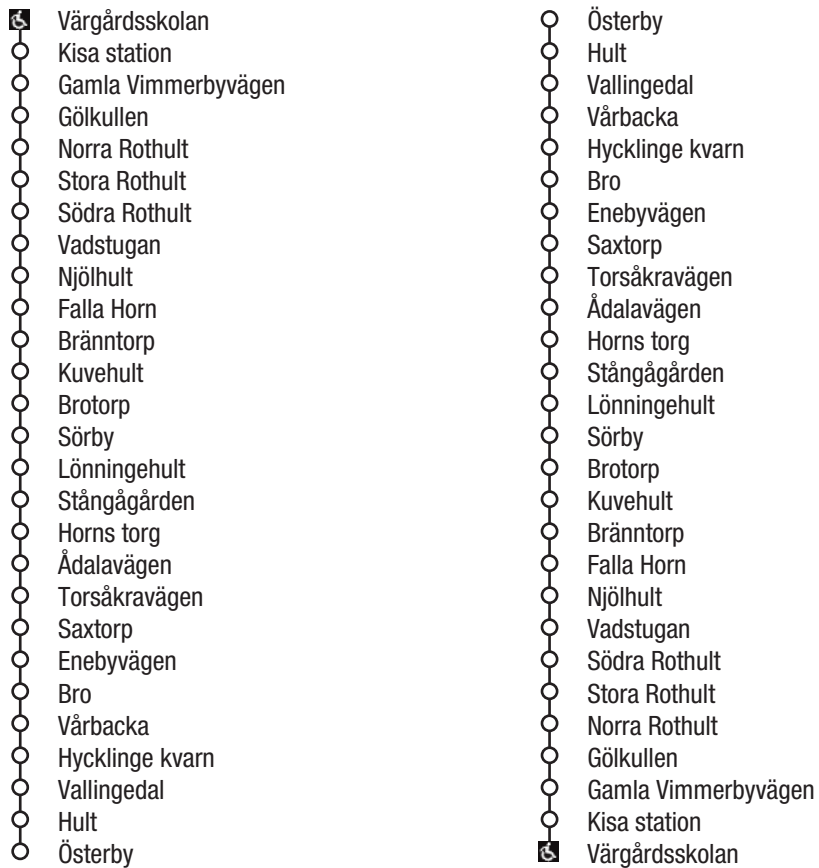 Värgårdsskolan
Kisa station
Gamla Vimmerbyvägen
Gölkullen
Norra Rothult
Stora Rothult
Södra Rothult
Vadstugan
Njölhult
Falla Horn
Bränntorp
Kuvehult
Brotorp
Sörby
Lönningehult
Stångågården
Horns torg
Ådalavägen
Torsåkravägen
Saxtorp
Enebyvägen
Bro
Vårbacka
Hycklinge kvarn
Vallingedal
Hult
Österby
Österby
Hult
Vallingedal
Vårbacka
Hycklinge kvarn
Bro
Enebyvägen
Saxtorp
Torsåkravägen
Ådalavägen
Horns torg
Stångågården
Lönningehult
Sörby
Brotorp
Kuvehult
Bränntorp
Falla Horn
Njölhult
Vadstugan
Södra Rothult
Stora Rothult
Norra Rothult
Gölkullen
Gamla Vimmerbyvägen
Kisa station
Värgårdsskolan